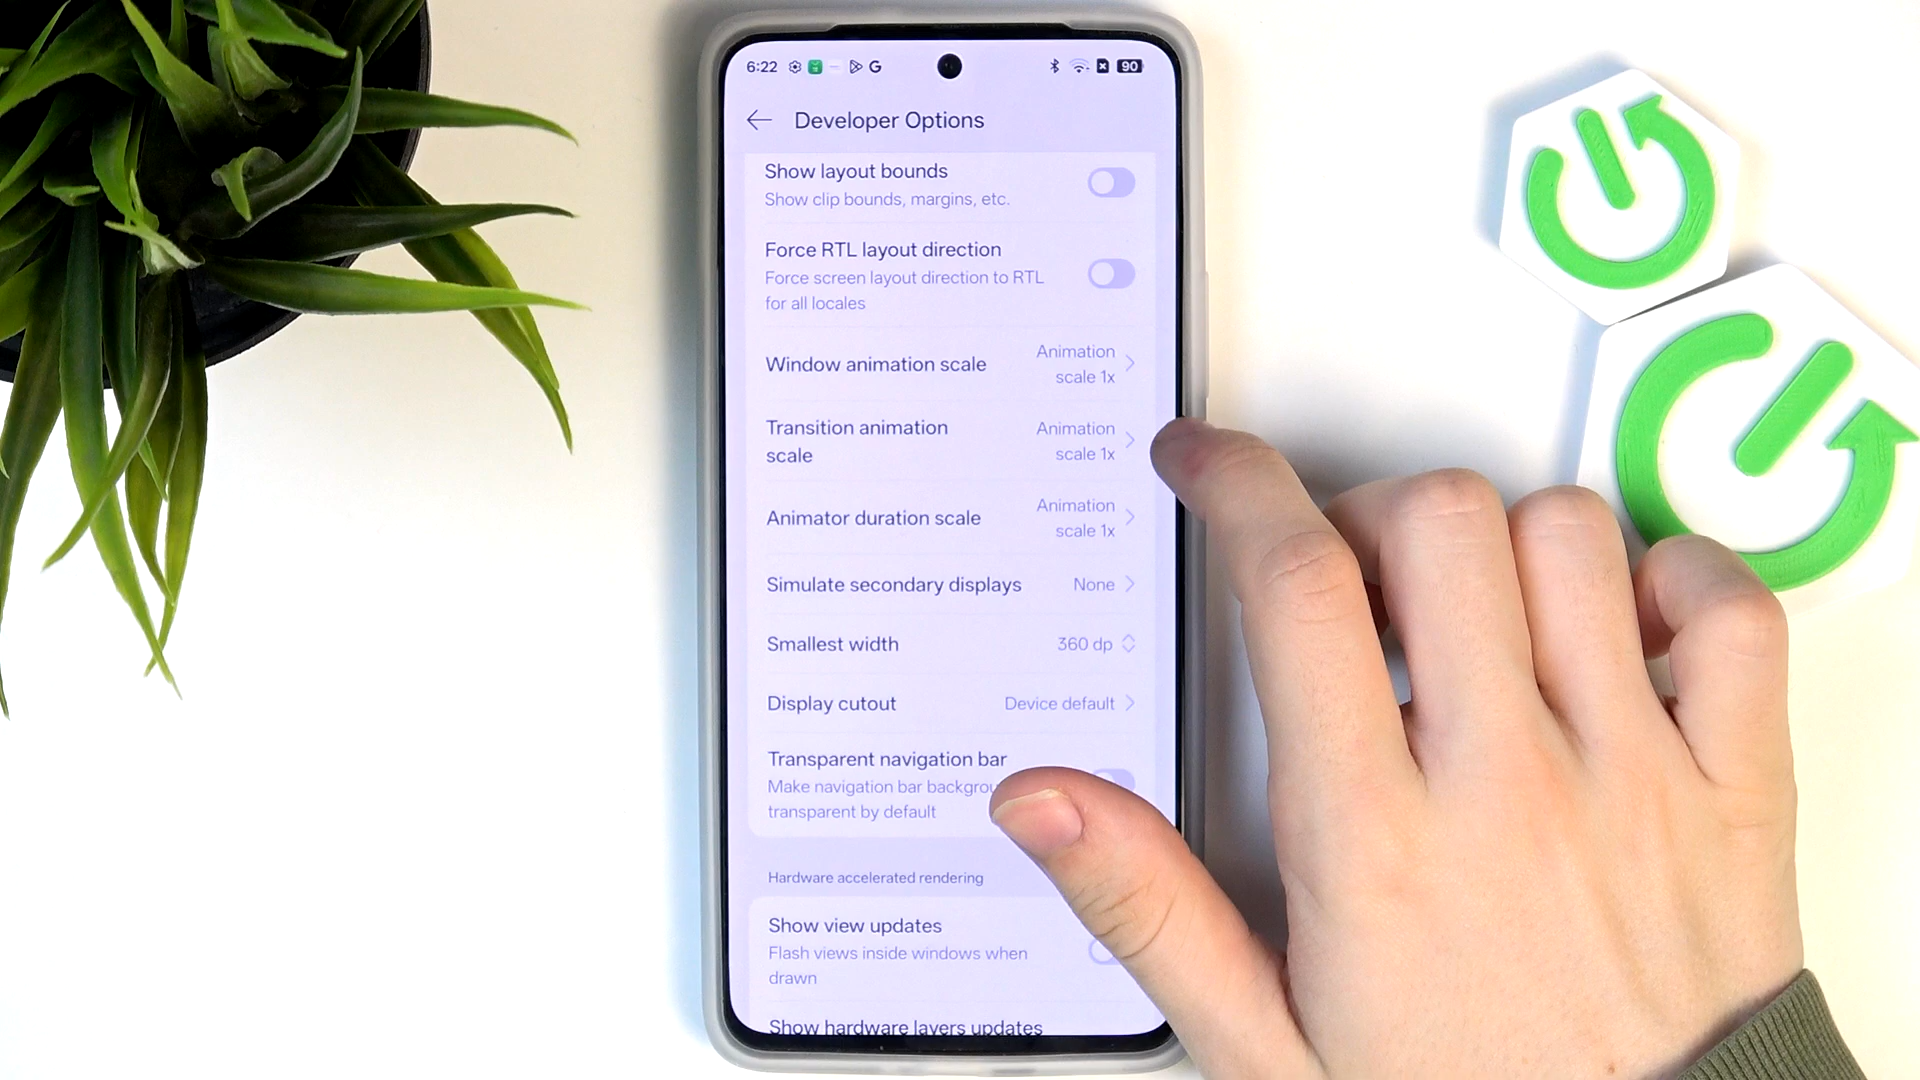 6:22 G 90
Developer Options
Show layout bounds
Show clip bounds, margins, etc.
Force RTL layout direction
Force screen layout direction to RTL
for all locales
Window animation scale
Animation
scale 1x
Transition animation
scale
Animation
scale 1x
Animator duration scale
Animation
scale 1x
Simulate secondary displays None
Smallest width 360 dp
Display cutout Device default
Transparent navigation bar
Make navigation bar
transparent by default
Hardware accelerated rendering
Show view updates
Flash views inside windows when
drawn
Show hardware layers updates